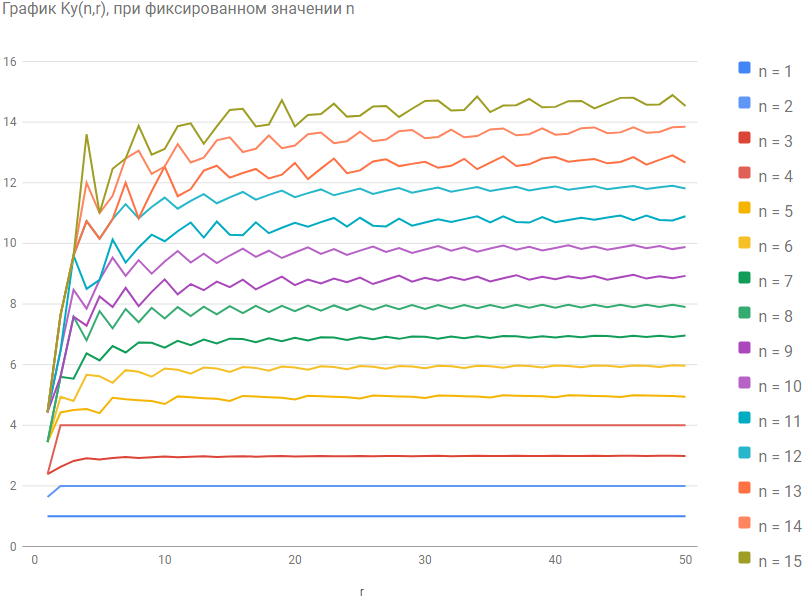 График Ky(n,r), при фиксированном значении n
16
14
12
10
8
6
4
2
0
0 10 20 30 40 50
r
n = 1
n = 2
n = 3
n = 4
n = 5
n = 6
n = 7
n = 8
n = 9
n = 10
n = 11
n = 12
n = 13
n = 14
n = 15